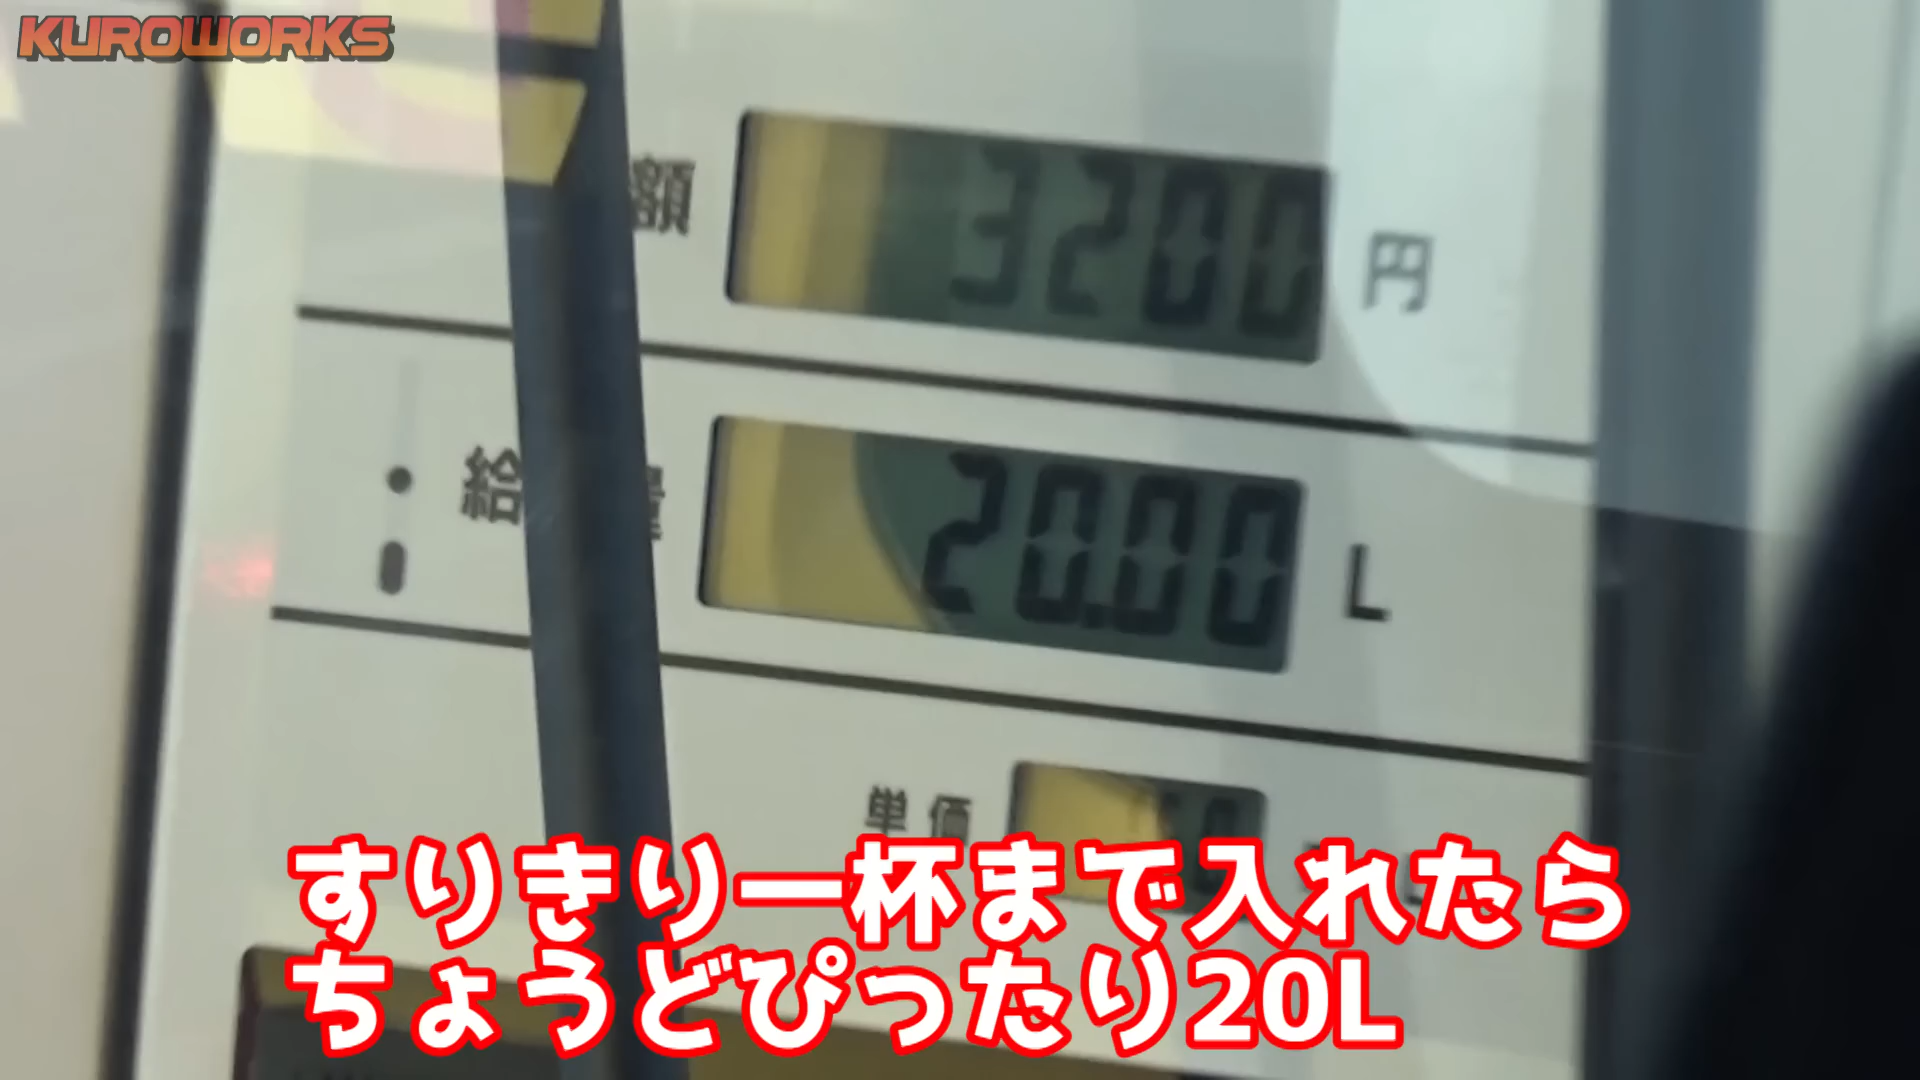 KUROWORKS
額 3200 円
給 量 20.00 L
単価
すりきり一杯まで入れたら
ちょうどぴったり20L